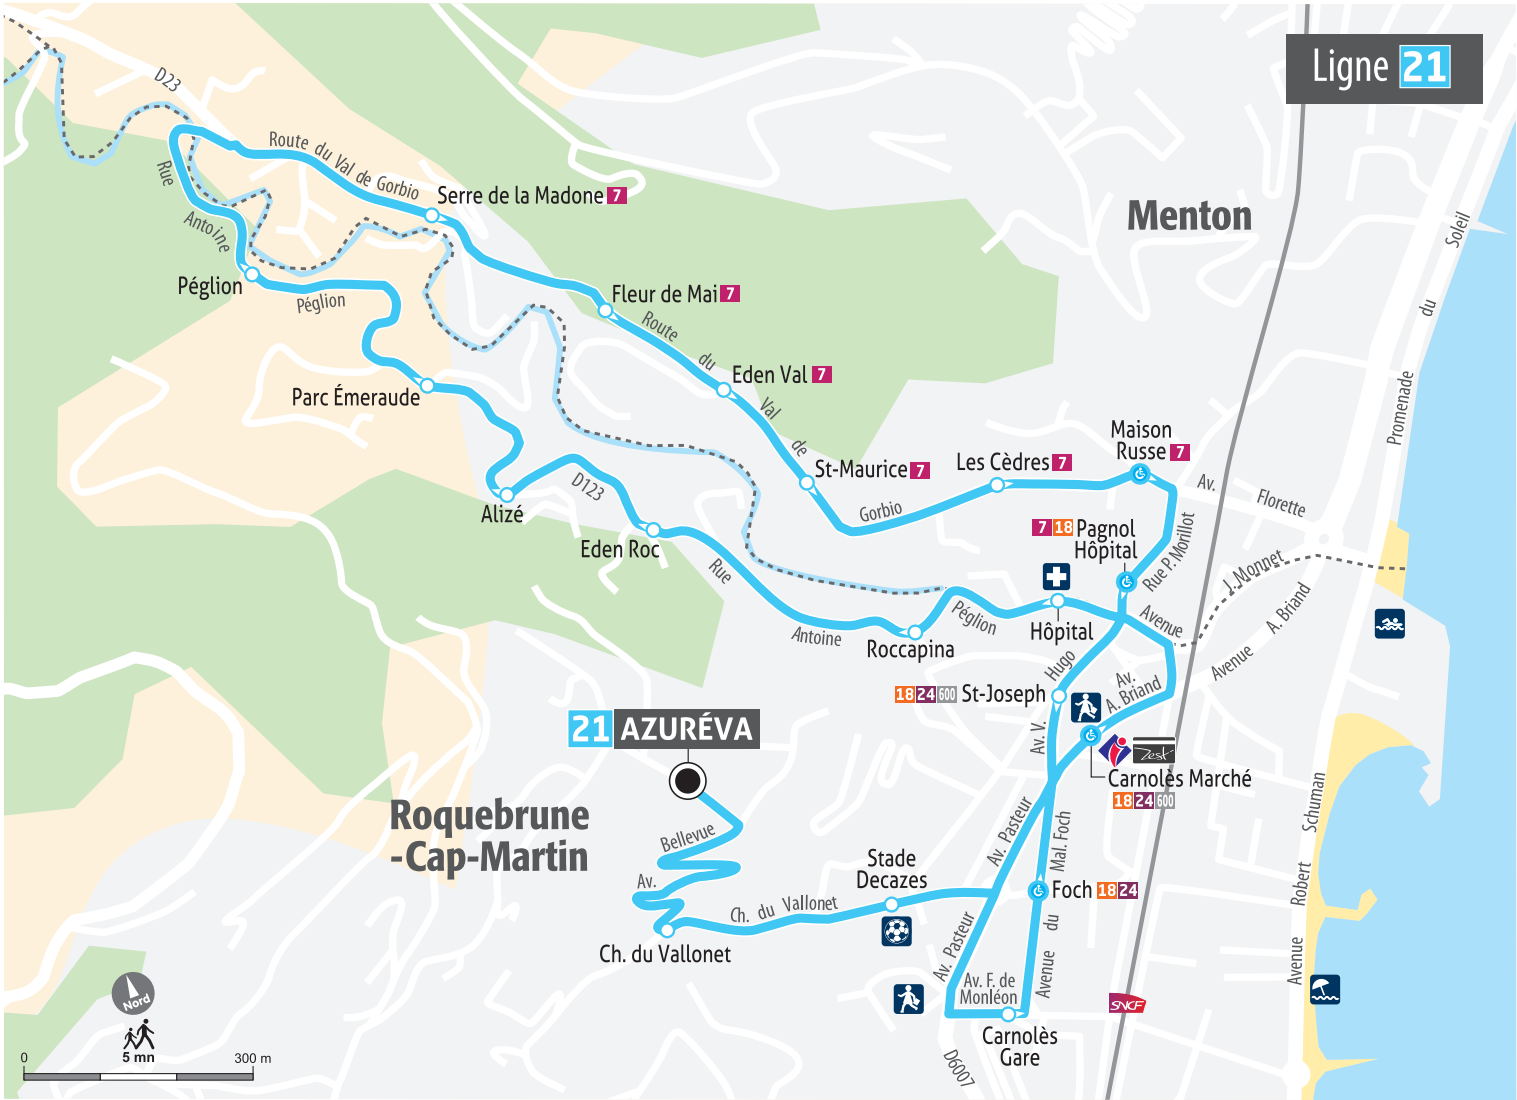 Ligne 21
D23
Route du Val de Gorbio
Serre de la Madone 7
Rue
Antoine
Péglion
Péglion
Menton
Soleil
du
Promenade
Fleur de Mai 7
Route
du
Val
de
Gorbio
Eden Val 7
Parc Émeraude
Maison
Russe 7
St-Maurice 7
Les Cèdres 7
Av.
Florette
Alizé
D123
Eden Roc
7 18 Pagnol
Hôpital
Rue P. Morillot
J. Monnet
A. Briand
Avenue
Rue
Antoine
Péglion
Roccapina
Hôpital
Avenue
Hugo
Av. V.
18 24 600 St-Joseph
Av.
A. Briand
21 AZURÉVA
Zest
Carnolès Marché
18 24 600
Roquebrune
-Cap-Martin
Bellevue
Av.
Av. Pasteur
Mal. Foch
Schuman
Robert
Avenue
Stade
Decazes
Foch 18 24
Ch. du Vallonet
Ch. du Vallonet
Av. Pasteur
Avenue du
Av. F. de
Monléon
SNCF
Carnolès
Gare
D6007
Nord
5 mn
0
300 m